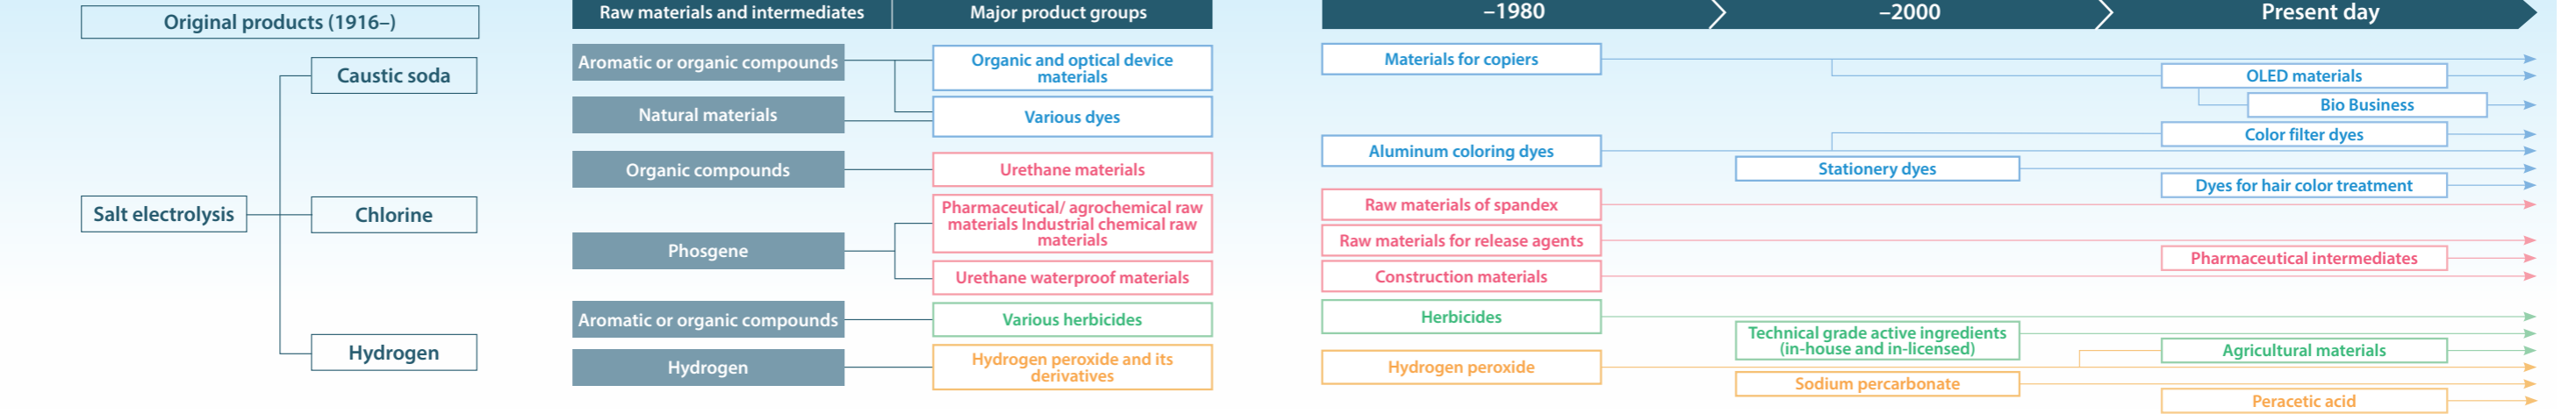 Original products (1916–)
Caustic soda
Salt electrolysis
Chlorine
Hydrogen
Raw materials and intermediates
Major product groups
Aromatic or organic compounds
Organic and optical device
materials
Natural materials
Various dyes
Organic compounds
Urethane materials
Phosgene
Pharmaceutical/ agrochemical raw
materials Industrial chemical raw
materials
Urethane waterproof materials
Aromatic or organic compounds
Various herbicides
Hydrogen
Hydrogen peroxide and its
derivatives
–1980
–2000
Present day
Materials for copiers
OLED materials
Bio Business
Color filter dyes
Aluminum coloring dyes
Stationery dyes
Dyes for hair color treatment
Raw materials of spandex
Raw materials for release agents
Pharmaceutical intermediates
Construction materials
Herbicides
Technical grade active ingredients
(in-house and in-licensed)
Agricultural materials
Hydrogen peroxide
Sodium percarbonate
Peracetic acid